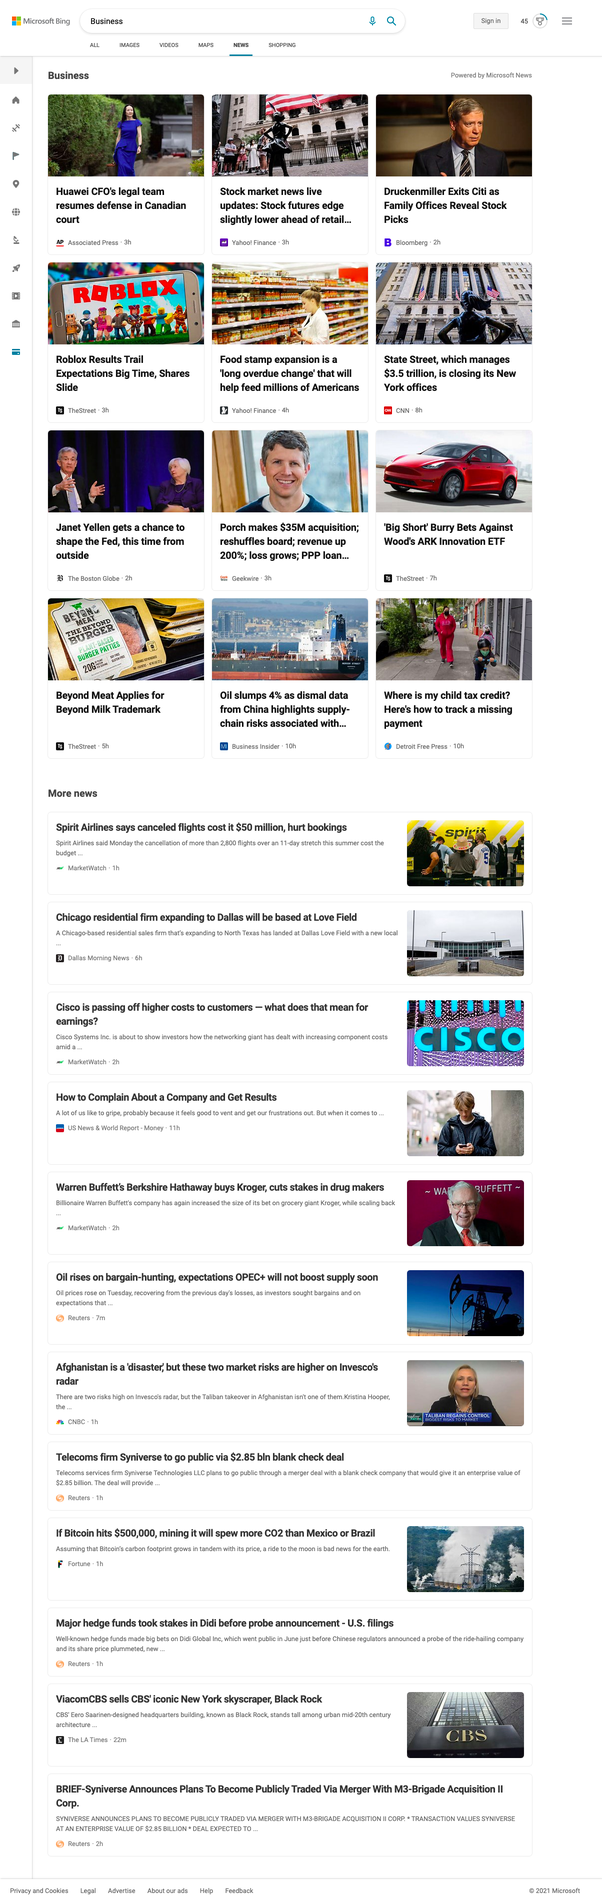 Microsoft Bing
Business
Sign in
45
ALL IMAGES VIDEOS MAPS NEWS SHOPPING
Business
Powered by Microsoft News
Huawei CFO's legal team
resumes defense in Canadian
court
AP Associated Press · 3h
Stock market news live
updates: Stock futures edge
slightly lower ahead of retail...
Yahoo! Finance · 3h
Druckenmiller Exits Citi as
Family Offices Reveal Stock
Picks
B Bloomberg · 2h
ROBLOX
Roblox Results Trail
Expectations Big Time, Shares
Slide
TheStreet · 3h
Food stamp expansion is a
'long overdue change' that will
help feed millions of Americans
Yahoo! Finance · 4h
State Street, which manages
$3.5 trillion, is closing its New
York offices
CNN · 8h
Janet Yellen gets a chance to
shape the Fed, this time from
outside
B The Boston Globe · 2h
Porch makes $35M acquisition;
reshuffles board; revenue up
200%; loss grows; PPP loan...
Geekwire · 3h
'Big Short' Burry Bets Against
Wood's ARK Innovation ETF
TheStreet · 7h
BEYOND
MEAT
THE BEYOND
BURGER
PLANT-BASED
BURGER PATTIES
20G
Beyond Meat Applies for
Beyond Milk Trademark
TheStreet · 5h
Oil slumps 4% as dismal data
from China highlights supply-
chain risks associated with...
Business Insider · 10h
Where is my child tax credit?
Here's how to track a missing
payment
Detroit Free Press · 10h
More news
Spirit Airlines says canceled flights cost it $50 million, hurt bookings
Spirit Airlines said Monday the cancellation of more than 2,800 flights over an 11-day stretch this summer cost the
budget ...
MarketWatch · 1h
spirit
Chicago residential firm expanding to Dallas will be based at Love Field
A Chicago-based residential sales firm that's expanding to North Texas has landed at Dallas Love Field with a new local
...
D Dallas Morning News · 6h
Cisco is passing off higher costs to customers — what does that mean for
earnings?
Cisco Systems Inc. is about to show investors how the networking giant has dealt with increasing component costs
amid a ...
MarketWatch · 2h
CISCO
How to Complain About a Company and Get Results
A lot of us like to gripe, probably because it feels good to vent and get our frustrations out. But when it comes to ...
US News & World Report - Money · 11h
Warren Buffett's Berkshire Hathaway buys Kroger, cuts stakes in drug makers
Billionaire Warren Buffett's company has again increased the size of its bet on grocery giant Kroger, while scaling back
...
MarketWatch · 2h
~ WA BUFFETT ~
Oil rises on bargain-hunting, expectations OPEC+ will not boost supply soon
Oil prices rose on Tuesday, recovering from the previous day's losses, as investors sought bargains and on
expectations that ...
Reuters · 7m
Afghanistan is a 'disaster,' but these two market risks are higher on Invesco's
radar
There are two risks high on Invesco's radar, but the Taliban takeover in Afghanistan isn't one of them.Kristina Hooper,
the ...
CNBC · 1h
TALIBAN REGAINS CONTROL
BIGGEST RISKS TO MARKET
Telecoms firm Syniverse to go public via $2.85 bln blank check deal
Telecoms services firm Syniverse Technologies LLC plans to go public through a merger deal with a blank check company that would give it an enterprise value of
$2.85 billion. The deal will provide ...
Reuters · 1h
If Bitcoin hits $500,000, mining it will spew more CO2 than Mexico or Brazil
Assuming that Bitcoin's carbon footprint grows in tandem with its price, a ride to the moon is bad news for the earth.
F Fortune · 1h
Major hedge funds took stakes in Didi before probe announcement - U.S. filings
Well-known hedge funds made big bets on Didi Global Inc, which went public in June just before Chinese regulators announced a probe of the ride-hailing company
and its share price plummeted, new ...
Reuters · 1h
ViacomCBS sells CBS' iconic New York skyscraper, Black Rock
CBS' Eero Saarinen-designed headquarters building, known as Black Rock, stands tall among urban mid-20th century
architecture ...
The LA Times · 22m
CBS
BRIEF-Syniverse Announces Plans To Become Publicly Traded Via Merger With M3-Brigade Acquisition II
Corp.
SYNIVERSE ANNOUNCES PLANS TO BECOME PUBLICLY TRADED VIA MERGER WITH M3-BRIGADE ACQUISITION II CORP. * TRANSACTION VALUES SYNIVERSE
AT AN ENTERPRISE VALUE OF $2.85 BILLION * DEAL EXPECTED TO ...
Reuters · 2h
Privacy and Cookies Legal Advertise About our ads Help Feedback
© 2021 Microsoft